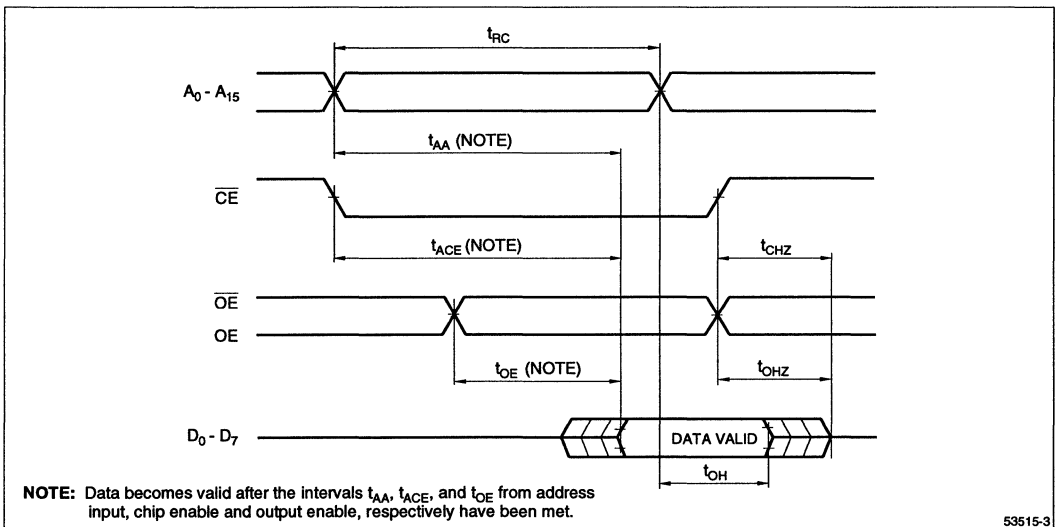 tRC
A0 - A15
tAA (NOTE)
CE
tACE (NOTE)
tCHZ
OE
OE
tOE (NOTE)
tOHZ
D0 - D7
DATA VALID
tOH
NOTE: Data becomes valid after the intervals tAA, tACE, and tOE from address
input, chip enable and output enable, respectively have been met.
53515-3